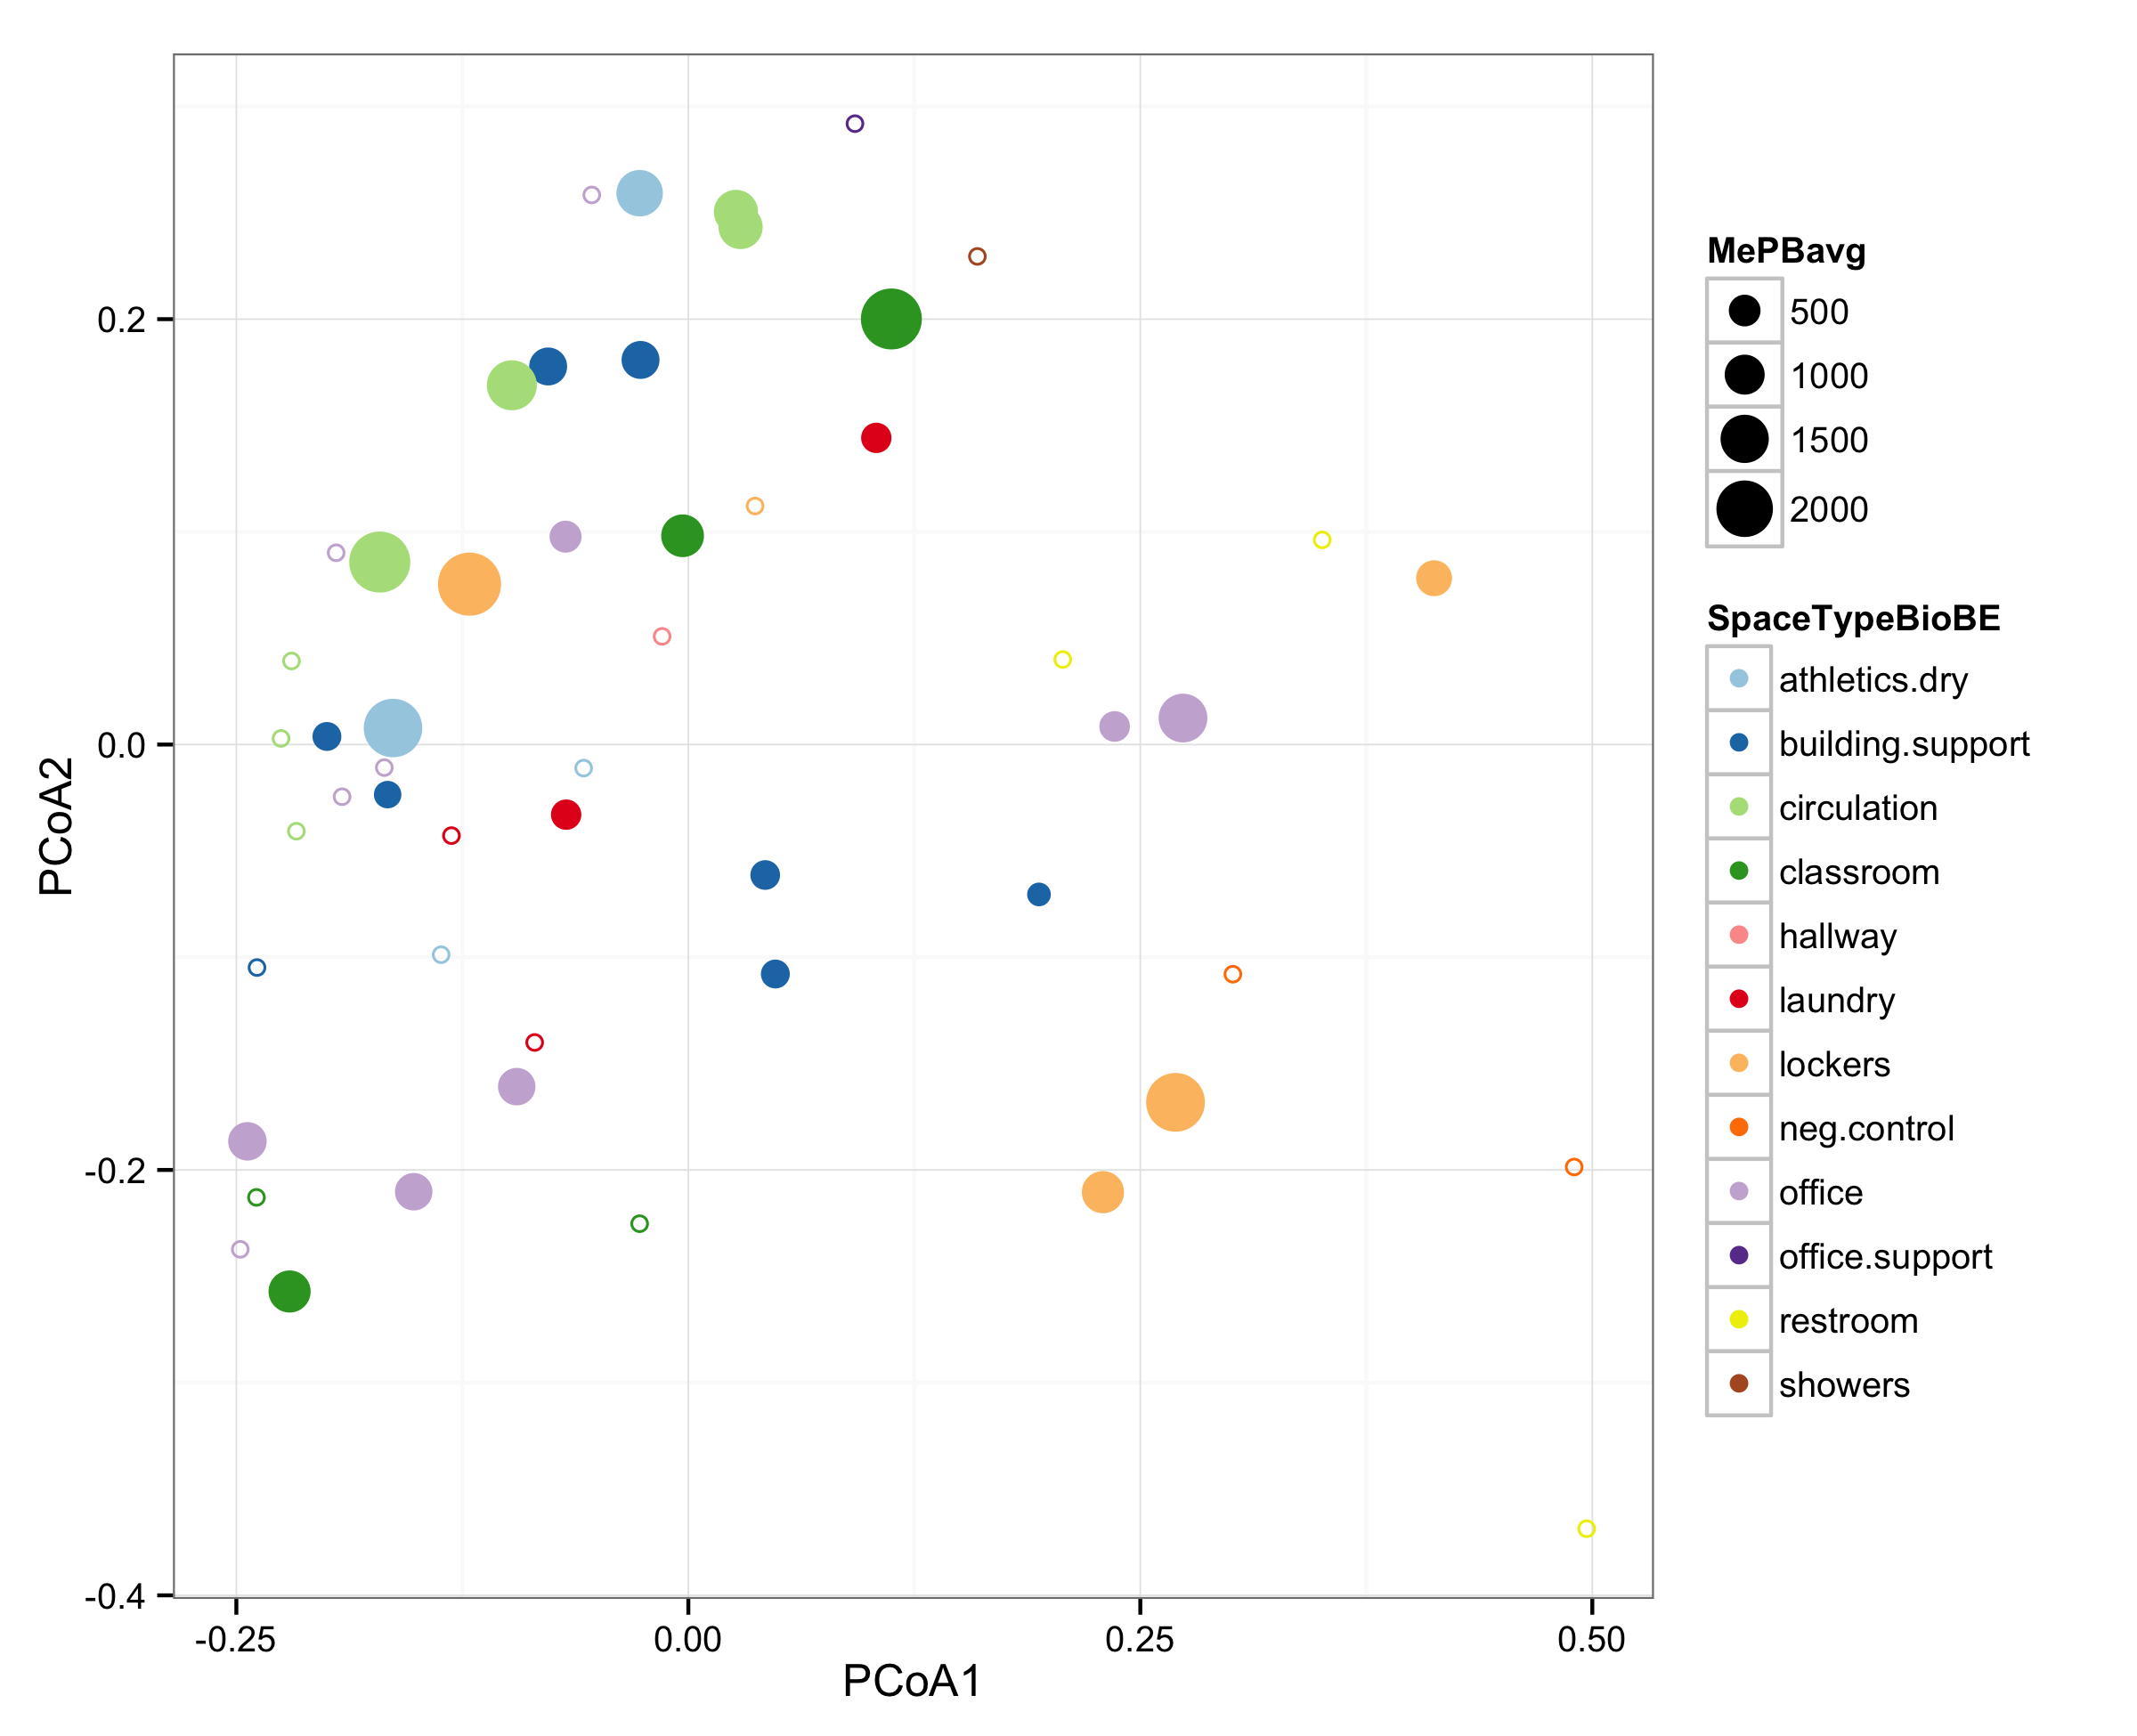 0.2
0.0
-0.2
-0.4
PCoA2
-0.25
0.00
0.25
0.50
PCoA1
MePBavg
500
1000
1500
2000
SpaceTypeBioBE
athletics.dry
building.support
circulation
classroom
hallway
laundry
lockers
neg.control
office
office.support
restroom
showers